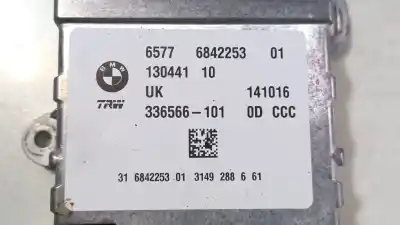 6577 6842253 01
BMW
130441 10
UK 141016
TRW
336566-101 0D CCC
31 6842253 01 3149 288 6 61